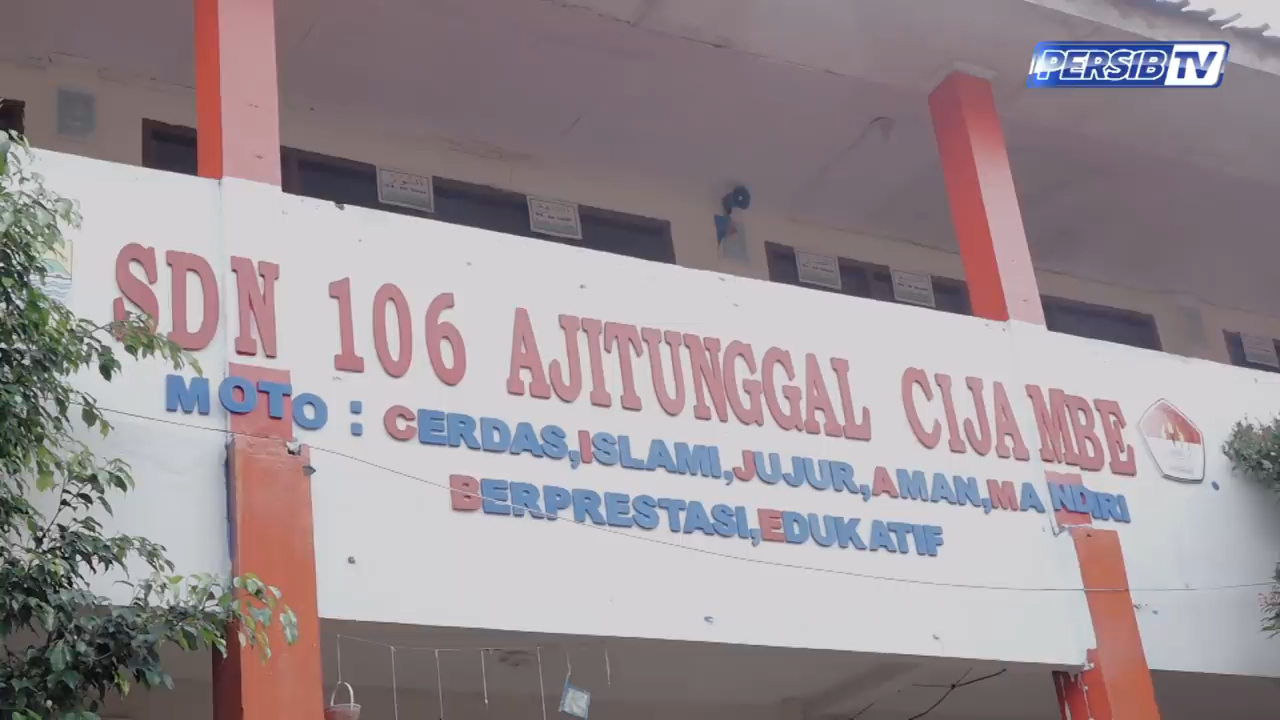 PERSIB TV
SDN 106 AJITUNGGAL CIJAMBE
MOTO : CERDAS,ISLAMI,JUJUR,AMAN,MANDIRI
BERPRESTASI,EDUKATIF